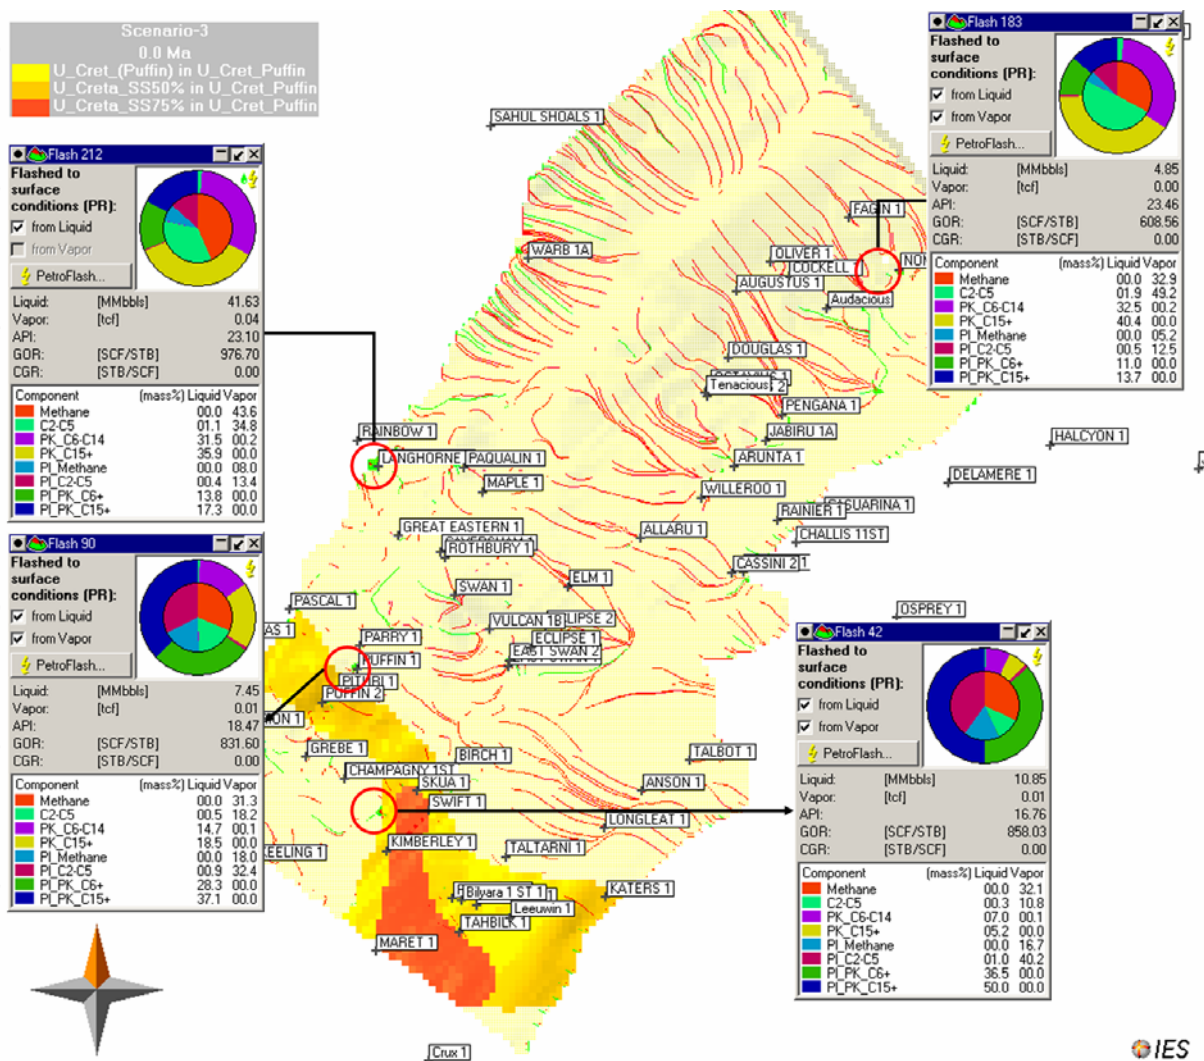 Scenario-3
0.0 Ma
U_Cret_(Puffin) in U_Cret_Puffin
U_Creta_SS50% in U_Cret_Puffin
U_Creta_SS75% in U_Cret_Puffin
Flash 212
Flashed to
surface
conditions (PR):
from Liquid
from Vapor
PetroFlash...
Liquid: [MMbbls] 41.63
Vapor: [tcf] 0.04
API: 23.10
GOR: [SCF/STB] 976.70
CGR: [STB/SCF] 0.00
Component (mass%) Liquid Vapor
Methane 00.0 43.6
C2-C5 01.1 34.8
PK_C6-C14 31.5 00.2
PK_C15+ 35.9 00.0
PI_Methane 00.0 08.0
PI_C2-C5 00.4 13.4
PI_PK_C6+ 13.8 00.0
PI_PK_C15+ 17.3 00.0
Flash 90
Flashed to
surface
conditions (PR):
from Liquid
from Vapor
PetroFlash...
Liquid: [MMbbls] 7.45
Vapor: [tcf] 0.01
API: 18.47
GOR: [SCF/STB] 831.60
CGR: [STB/SCF] 0.00
Component (mass%) Liquid Vapor
Methane 00.0 31.3
C2-C5 00.5 18.2
PK_C6-C14 14.7 00.1
PK_C15+ 18.5 00.0
PI_Methane 00.0 18.0
PI_C2-C5 00.9 32.4
PI_PK_C6+ 28.3 00.0
PI_PK_C15+ 37.1 00.0
Flash 183
Flashed to
surface
conditions (PR):
from Liquid
from Vapor
PetroFlash...
Liquid: [MMbbls] 4.85
Vapor: [tcf] 0.00
API: 23.46
GOR: [SCF/STB] 608.56
CGR: [STB/SCF] 0.00
Component (mass%) Liquid Vapor
Methane 00.0 32.9
C2-C5 01.9 49.2
PK_C6-C14 32.5 00.2
PK_C15+ 40.4 00.0
PI_Methane 00.0 05.2
PI_C2-C5 00.5 12.5
PI_PK_C6+ 11.0 00.0
PI_PK_C15+ 13.7 00.0
Flash 42
Flashed to
surface
conditions (PR):
from Liquid
from Vapor
PetroFlash...
Liquid: [MMbbls] 10.85
Vapor: [tcf] 0.01
API: 16.76
GOR: [SCF/STB] 858.03
CGR: [STB/SCF] 0.00
Component (mass%) Liquid Vapor
Methane 00.0 32.1
C2-C5 00.3 10.8
PK_C6-C14 07.0 00.1
PK_C15+ 05.2 00.0
PI_Methane 00.0 16.7
PI_C2-C5 01.0 40.2
PI_PK_C6+ 36.5 00.0
PI_PK_C15+ 50.0 00.0
SAHUL SHOALS 1
FAGIN 1
WARB 1A
OLIVER 1
COCKELL
AUGUSTUS 1
Audacious
DOUGLAS 1
Tenacious
PENGANA 1
RAINBOW 1
JABIRU 1A
HALCYON 1
LANGHORNE
PAQUALIN 1
ARUNTA 1
DELAMERE 1
MAPLE 1
WILLEROO 1
RAINIER 1
GREAT EASTERN 1
ALLARU 1
CHALLIS 11ST
ROTHBURY 1
CASSINI 2
ELM 1
SWAN 1
PASCAL 1
OSPREY 1
VULCAN 1B
ECLIPSE 1
PARRY 1
EAST SWAN 2
PUFFIN 1
PUFFIN 2
GREBE 1
BIRCH 1
TALBOT 1
CHAMPAGNY 1ST
SKUA 1
ANSON 1
SWIFT 1
LONGLEAT 1
KIMBERLEY 1
TALTARNI 1
Bilyara 1 ST 1
KATERS 1
Leeuwin 1
TAHBILK 1
MARET 1
Crux 1
IES